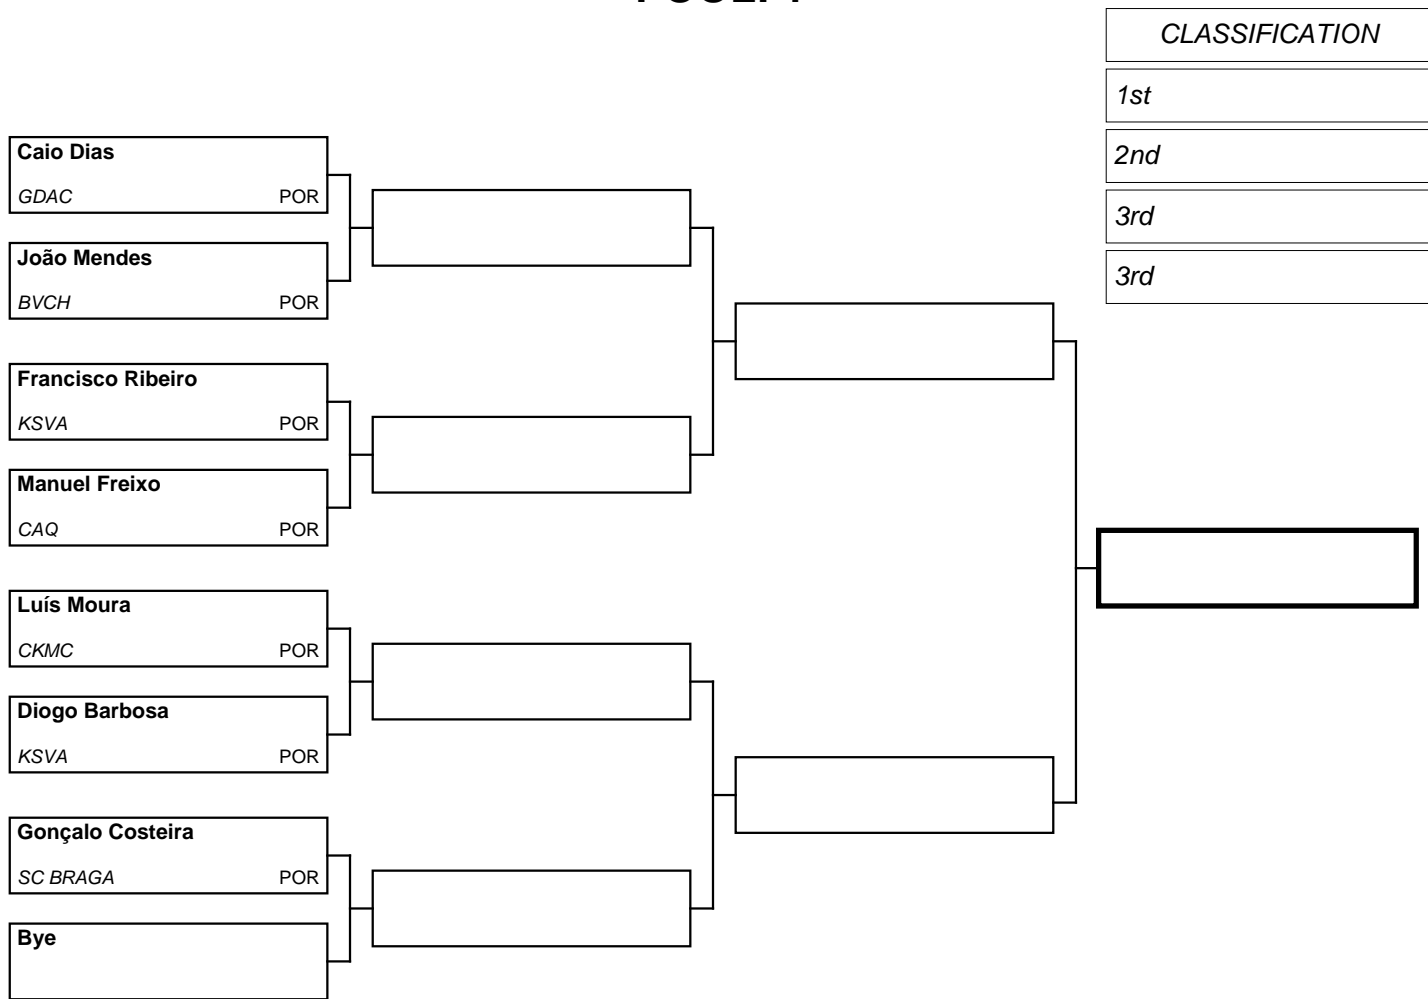 CLASSIFICATION
1st
2nd
3rd
3rd
Caio Dias
GDAC POR
João Mendes
BVCH POR
Francisco Ribeiro
KSVA POR
Manuel Freixo
CAQ POR
Luís Moura
CKMC POR
Diogo Barbosa
KSVA POR
Gonçalo Costeira
SC BRAGA POR
Bye